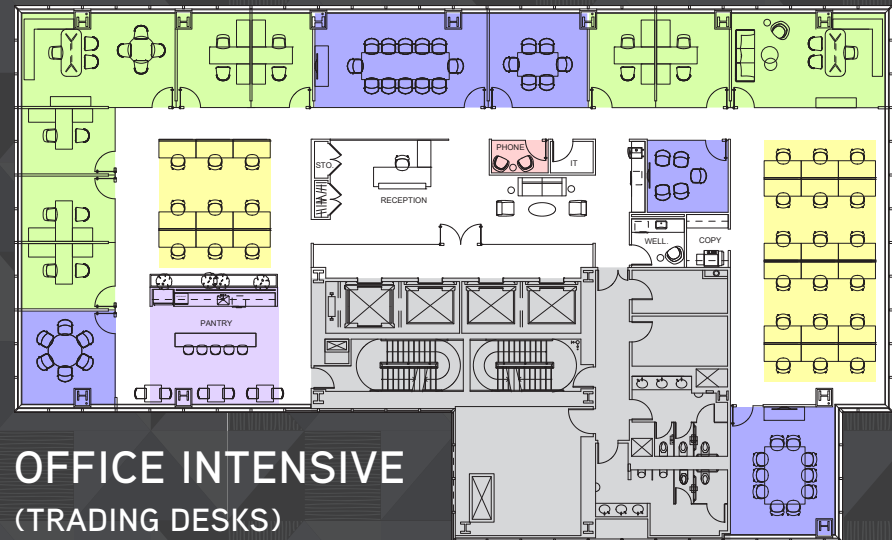 PHONE
STO.
IT
RECEPTION
WELL.
COPY
PANTRY
OFFICE INTENSIVE
(TRADING DESKS)